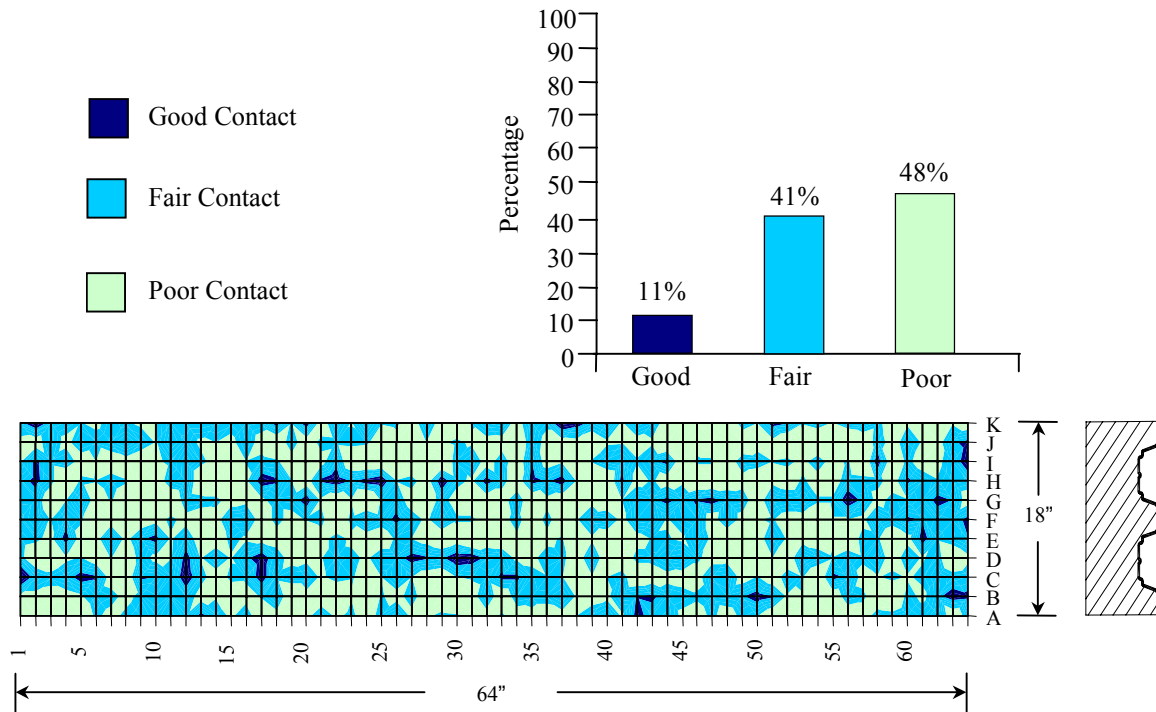 Good Contact
Fair Contact
Poor Contact
Percentage
100
90
80
70
60
50
40
30
20
10
0
11%
41%
48%
Good Fair Poor
K
J
I
H
G
F
E
D
C
B
A
18"
1 5 10 15 20 25 30 35 40 45 50 55 60
64"